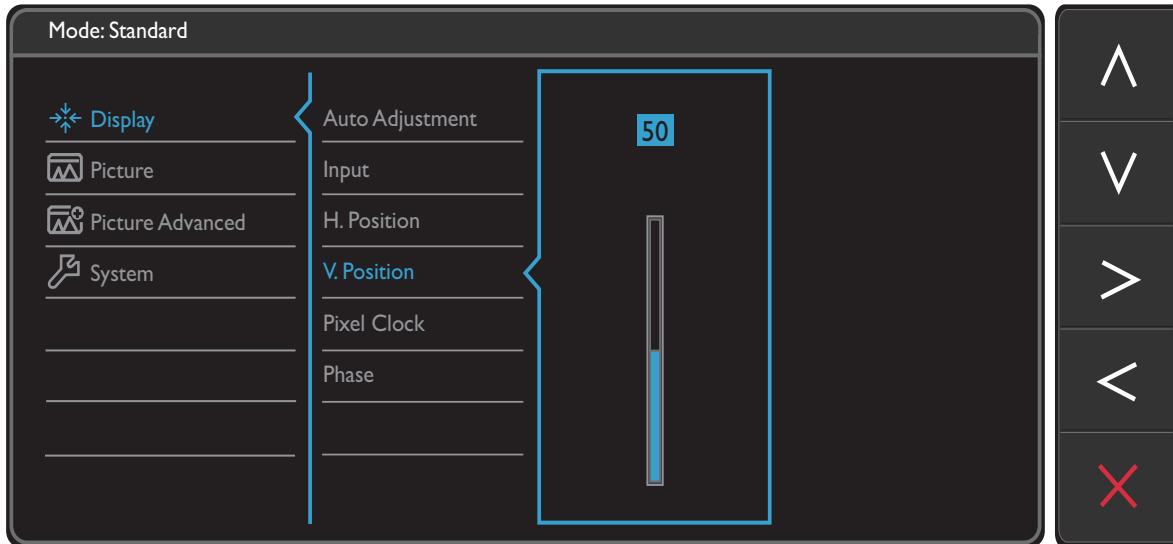 Mode: Standard
Display
Picture
Picture Advanced
System
Auto Adjustment
Input
H. Position
V. Position
Pixel Clock
Phase
50